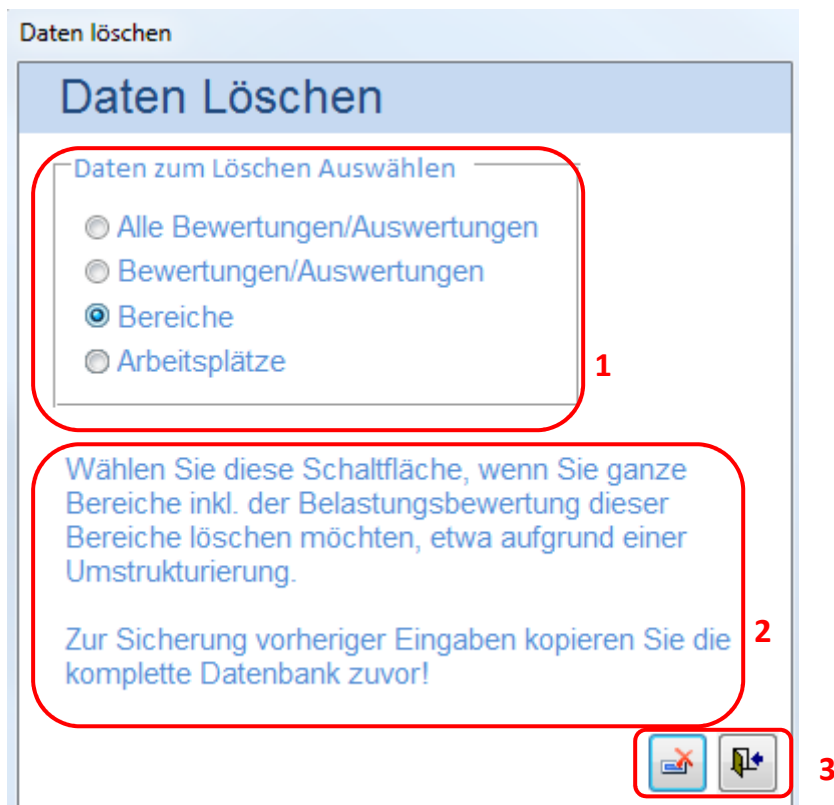 Daten löschen
Daten Löschen
Daten zum Löschen Auswählen
Alle Bewertungen/Auswertungen
Bewertungen/Auswertungen
Bereiche
Arbeitsplätze
1
Wählen Sie diese Schaltfläche, wenn Sie ganze
Bereiche inkl. der Belastungsbewertung dieser
Bereiche löschen möchten, etwa aufgrund einer
Umstrukturierung.
Zur Sicherung vorheriger Eingaben kopieren Sie die
komplette Datenbank zuvor!
2
3